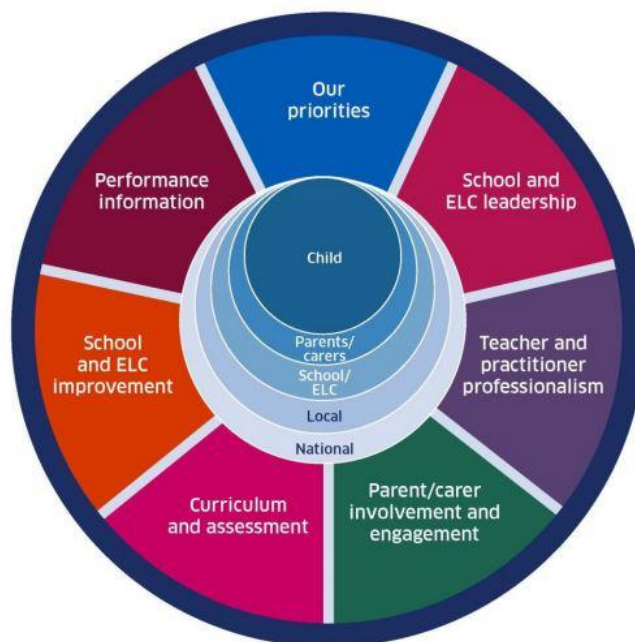 Our
priorities
School and
ELC leadership
Teacher and
practitioner
professionalism
Parent/carer
involvement and
engagement
Curriculum
and assessment
School
and ELC
improvement
Performance
information
Child
Parents/
carers
School/
ELC
Local
National